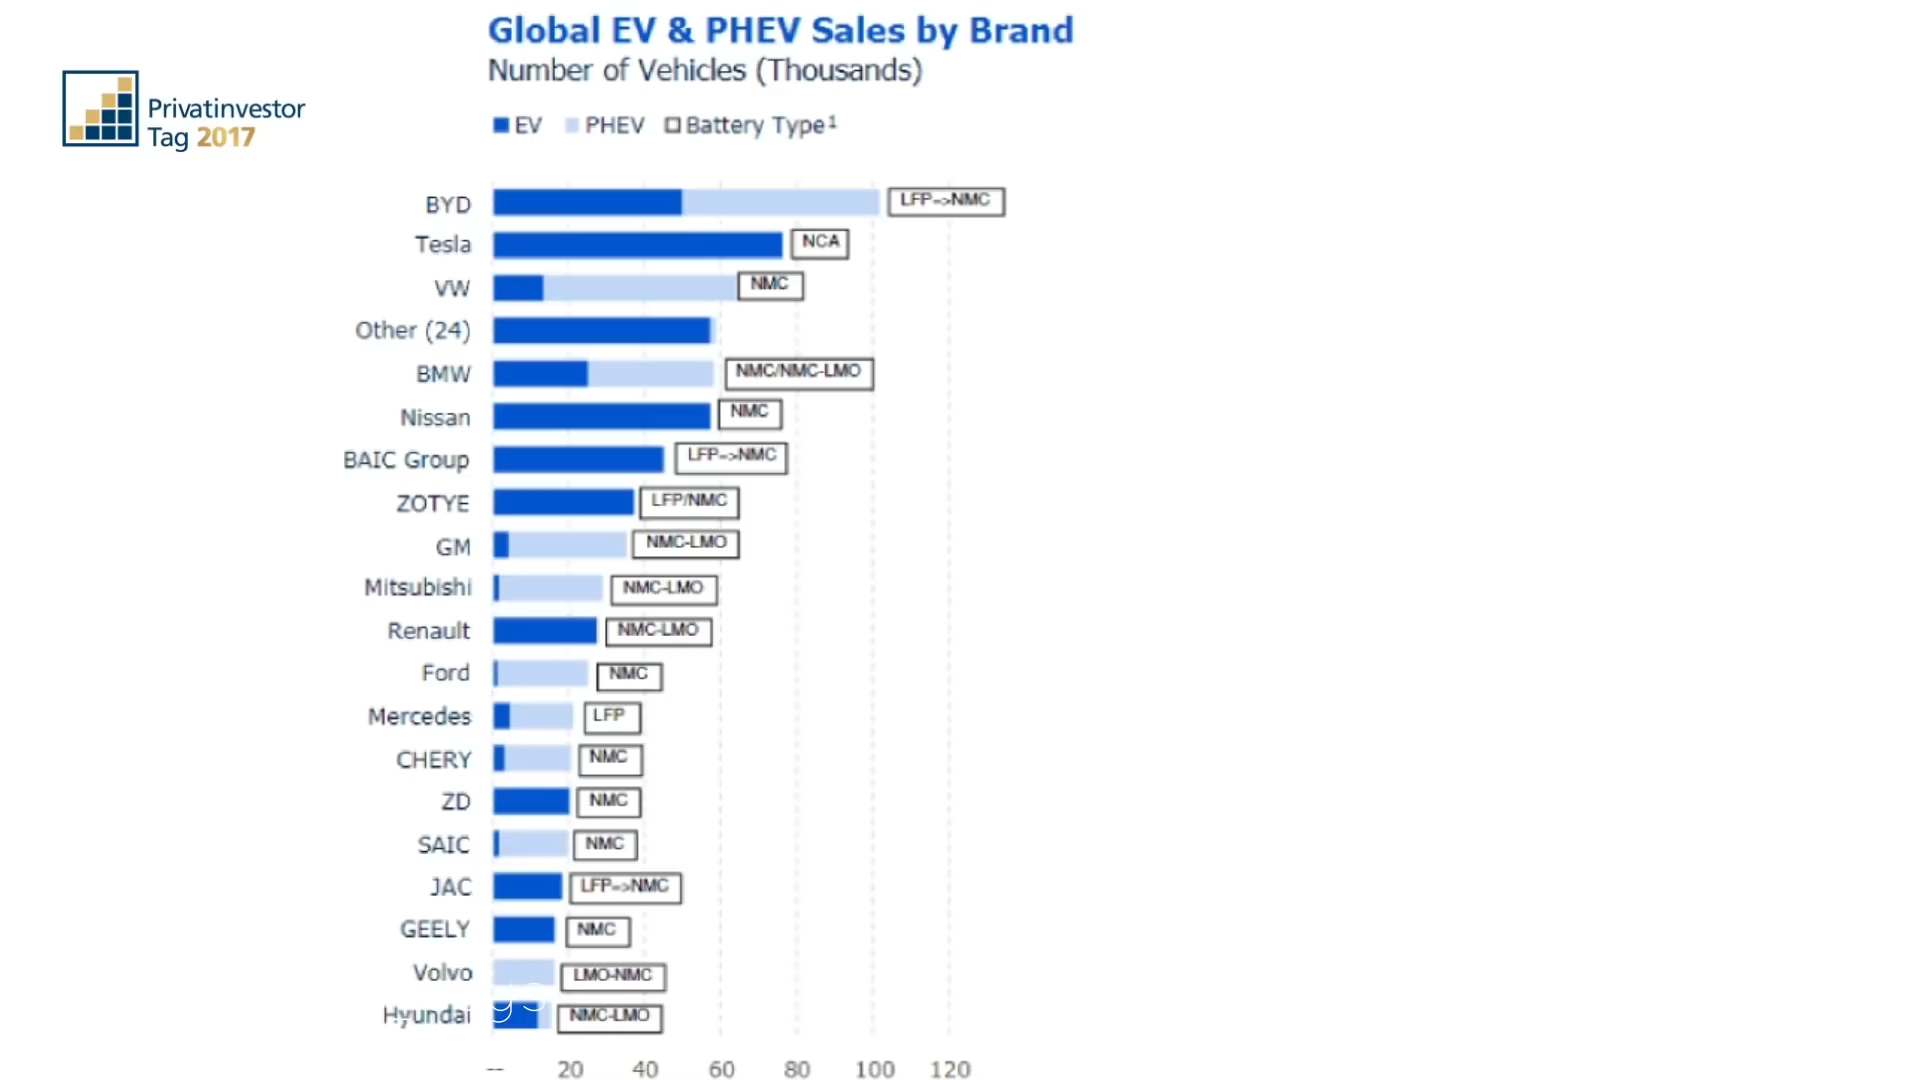 Global EV & PHEV Sales by Brand
Number of Vehicles (Thousands)
Privatinvestor
Tag 2017
EV PHEV Battery Type¹
BYD LFP->NMC
Tesla NCA
VW NMC
Other (24)
BMW NMC/NMC-LMO
Nissan NMC
BAIC Group LFP->NMC
ZOTYE LFP/NMC
GM NMC-LMO
Mitsubishi NMC-LMO
Renault NMC-LMO
Ford NMC
Mercedes LFP
CHERY NMC
ZD NMC
SAIC NMC
JAC LFP->NMC
GEELY NMC
Volvo LMO-NMC
Hyundai NMC-LMO
-- 20 40 60 80 100 120